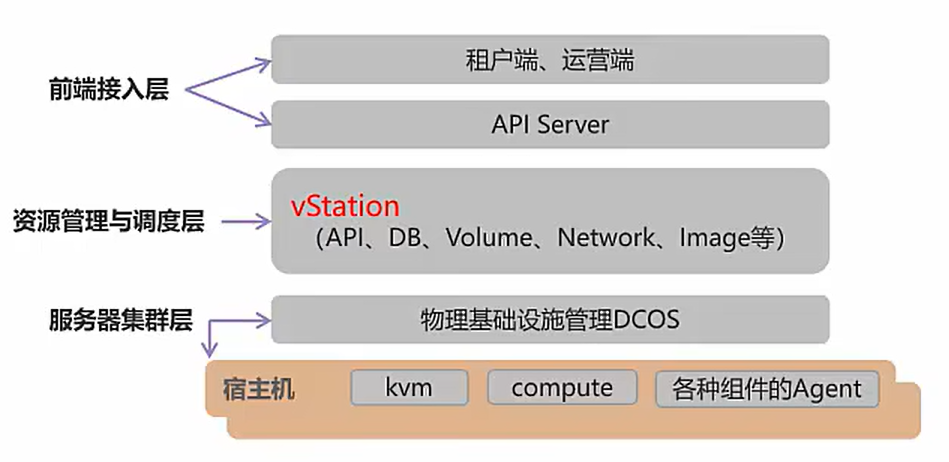 租户端、运营端
前端接入层
API Server
vStation
资源管理与调度层
（API、DB、Volume、Network、Image等）
服务器集群层
物理基础设施管理DCOS
宿主机
kvm
compute
各种组件的Agent